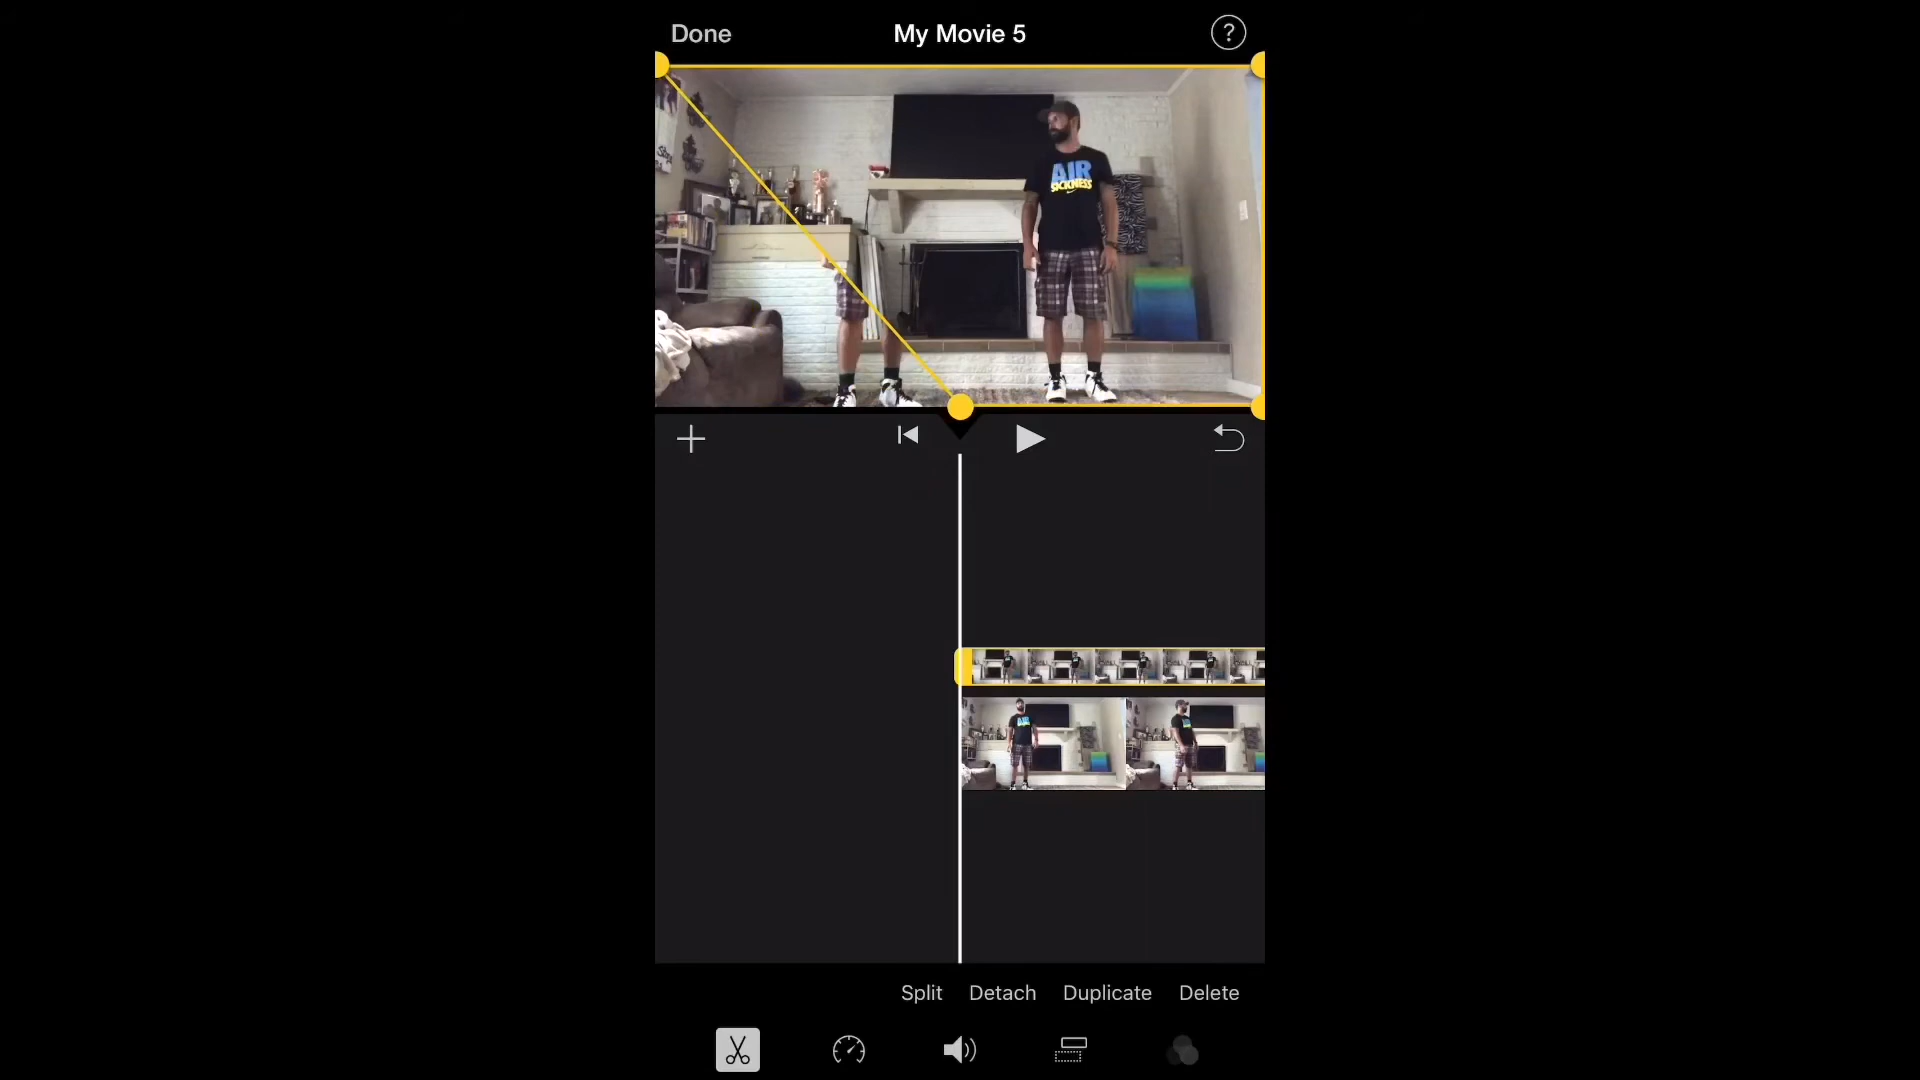 Done
My Movie 5
?
AIR
SICKNESS
Split
Detach
Duplicate
Delete